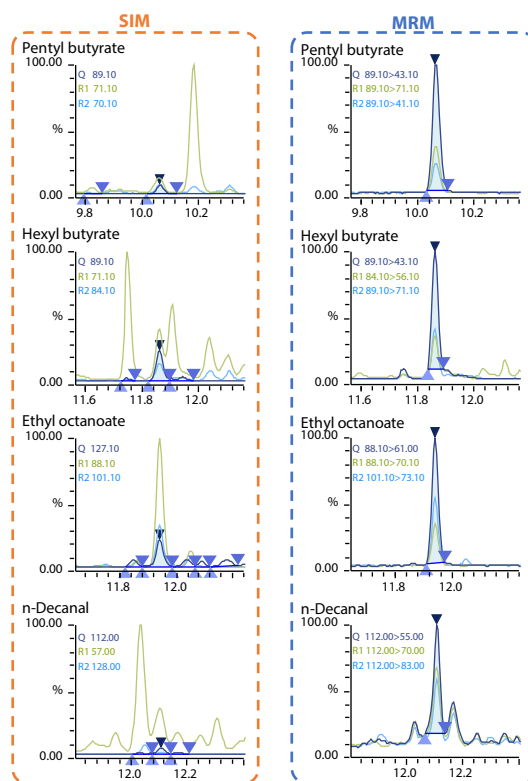 SIM
Pentyl butyrate
100.00
Q 89.10
R1 71.10
R2 70.10
%
0.00
9.8 10.0 10.2
Hexyl butyrate
100.00
Q 89.10
R1 71.10
R2 84.10
%
0.00
11.6 11.8 12.0
Ethyl octanoate
100.00
Q 127.10
R1 88.10
R2 101.10
%
0.00
11.8 12.0
n-Decanal
100.00
Q 112.00
R1 57.00
R2 128.00
%
0.00
12.0 12.2
MRM
Pentyl butyrate
100.00
Q 89.10>43.10
R1 89.10>71.10
R2 89.10>41.10
%
0.00
9.8 10.0 10.2
Hexyl butyrate
100.00
Q 89.10>43.10
R1 84.10>56.10
R2 89.10>71.10
%
0.00
11.6 11.8 12.0
Ethyl octanoate
100.00
Q 88.10>61.00
R1 88.10>70.10
R2 101.10>73.10
%
0.00
11.8 12.0
n-Decanal
100.00
Q 112.00>55.00
R1 112.00>70.00
R2 112.00>83.00
%
0.00
12.0 12.2